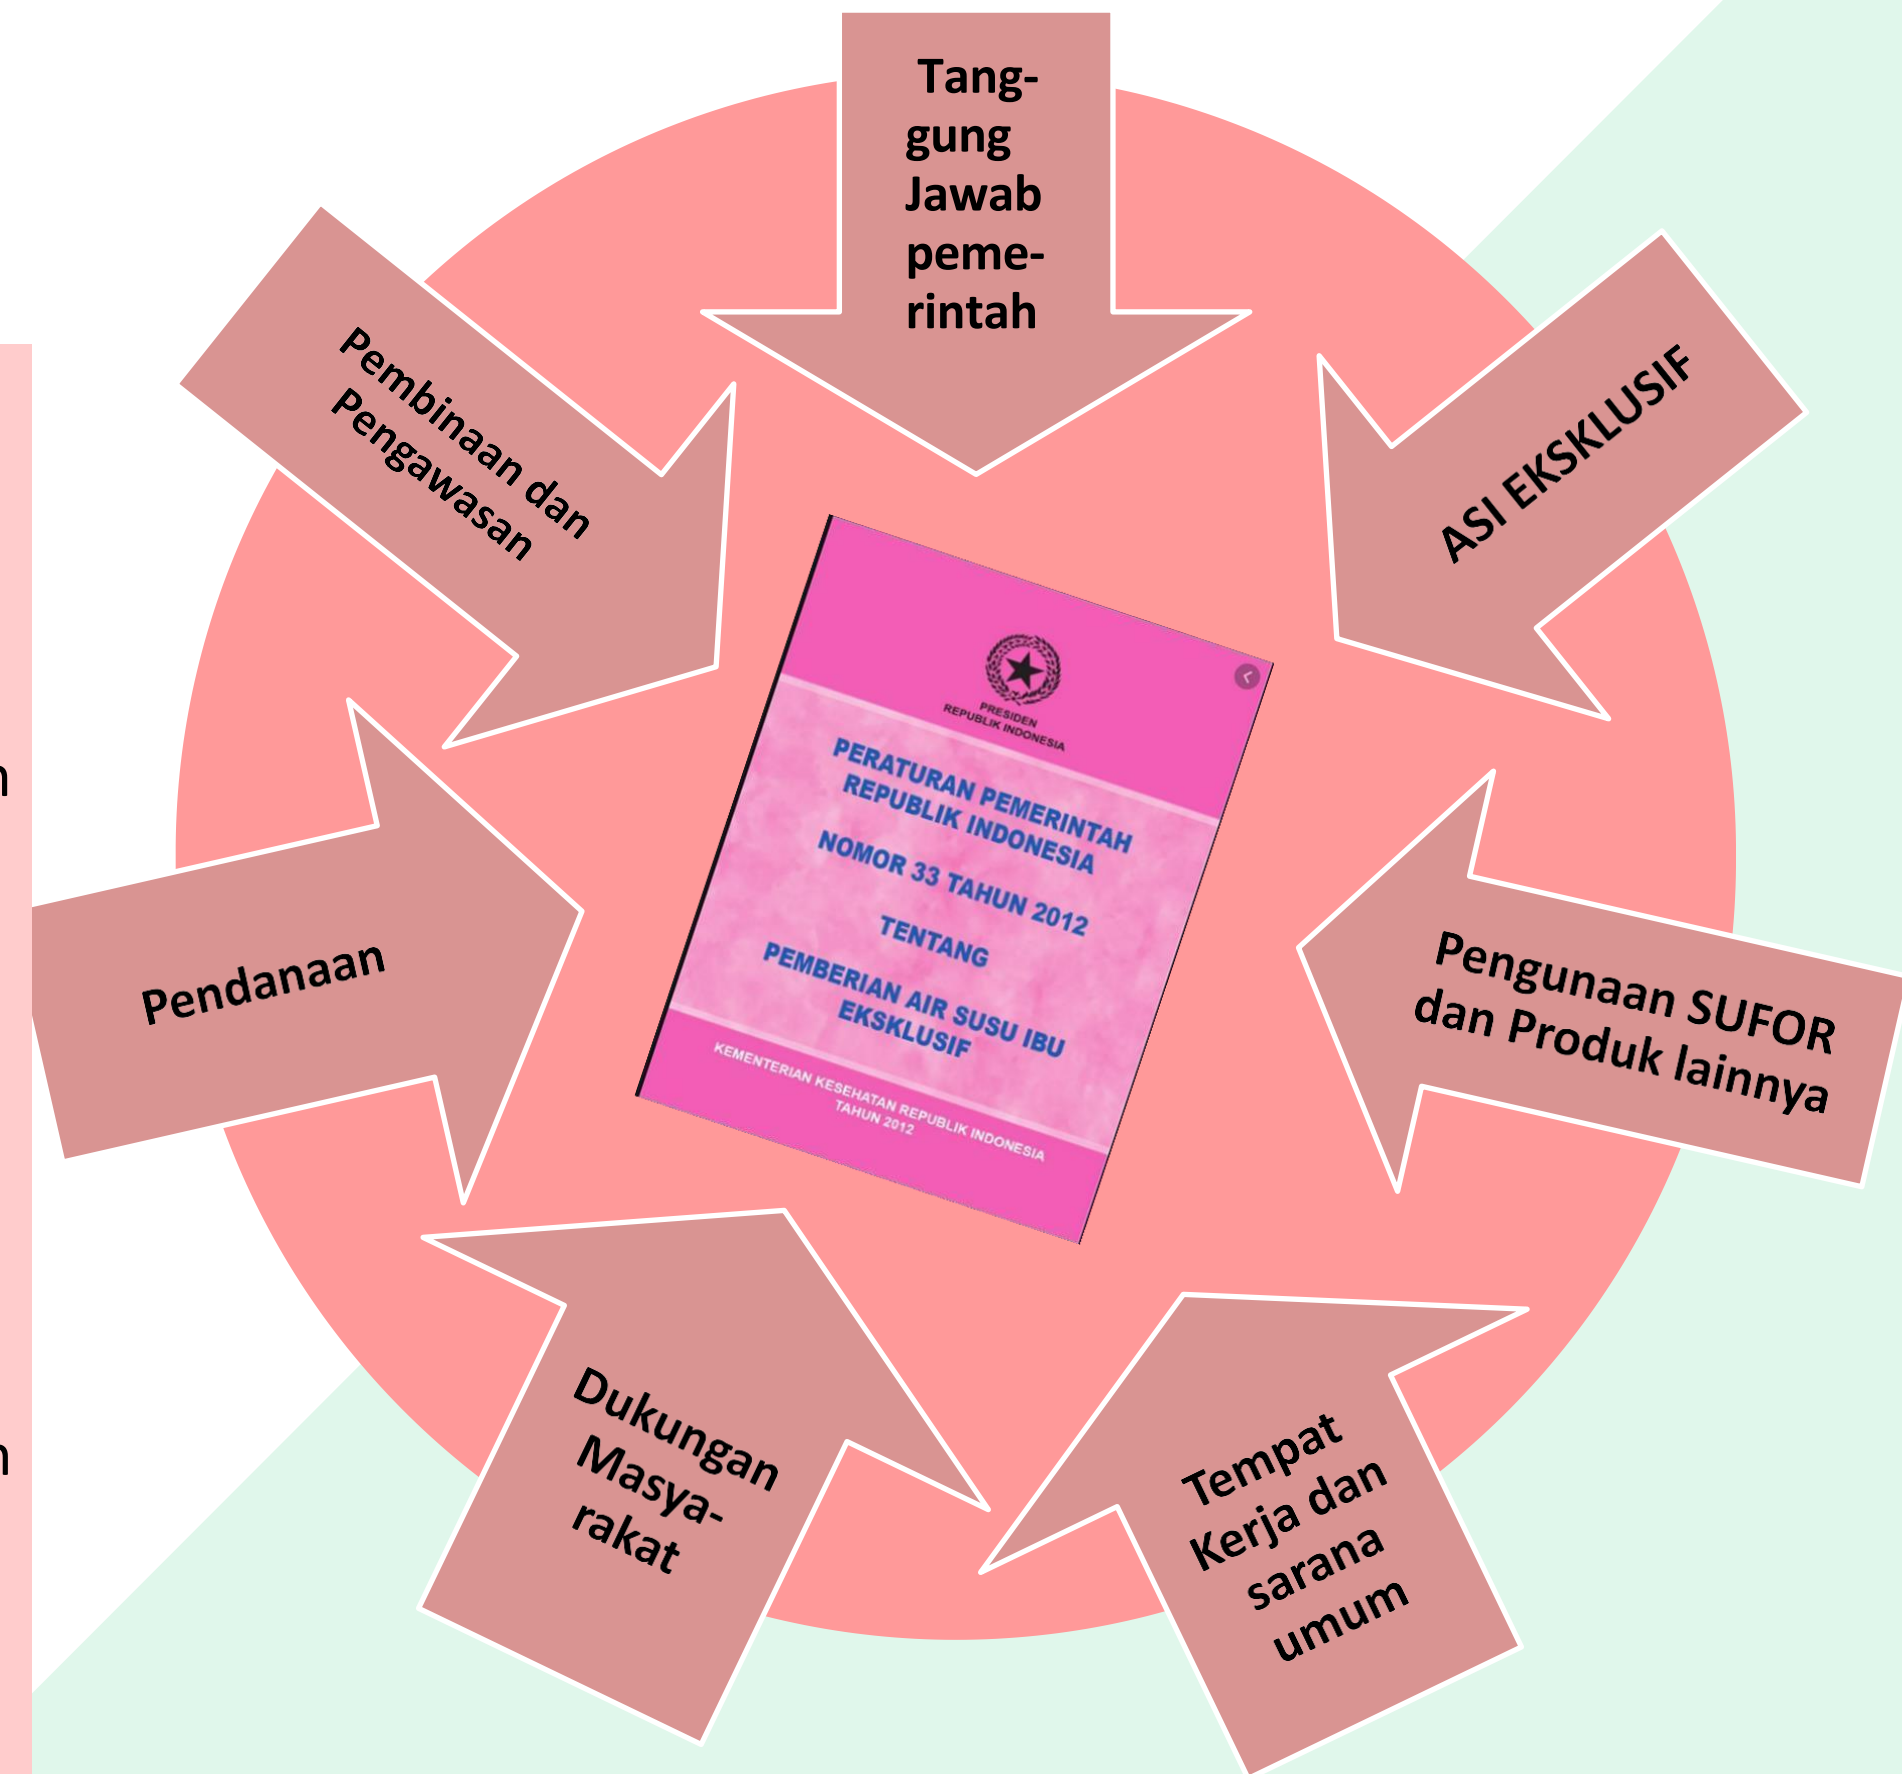 Tang-
gung
Jawab
peme-
rintah
ASI EKSKLUSIF
Pengunaan SUFOR
dan Produk lainnya
Tempat
Kerja dan
sarana
umum
Dukungan
Masya-
rakat
Pendanaan
Pembinaan dan
Pengawasan
PRESIDEN
REPUBLIK INDONESIA
PERATURAN PEMERINTAH
REPUBLIK INDONESIA
NOMOR 33 TAHUN 2012
TENTANG
PEMBERIAN AIR SUSU IBU
EKSKLUSIF
KEMENTERIAN KESEHATAN REPUBLIK INDONESIA
TAHUN 2012